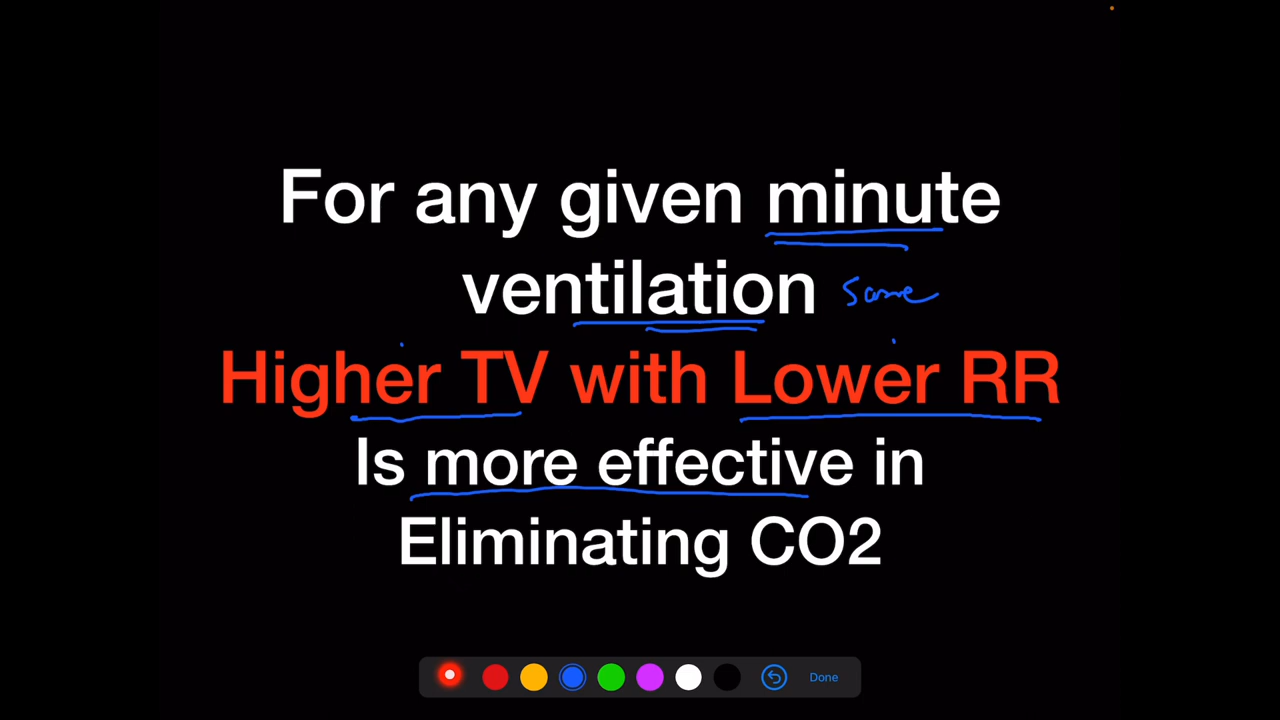 For any given minute
ventilation same
Higher TV with Lower RR
Is more effective in
Eliminating CO2
Done